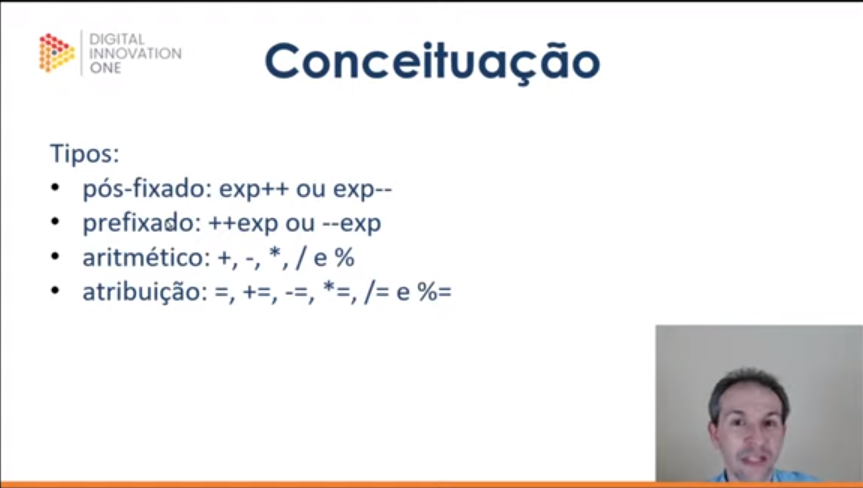 DIGITAL
INNOVATION
ONE
Conceituação
Tipos:
• pós-fixado: exp++ ou exp--
• prefixado: ++exp ou --exp
• aritmético: +, -, *, / e %
• atribuição: =, +=, -=, *=, /= e %=